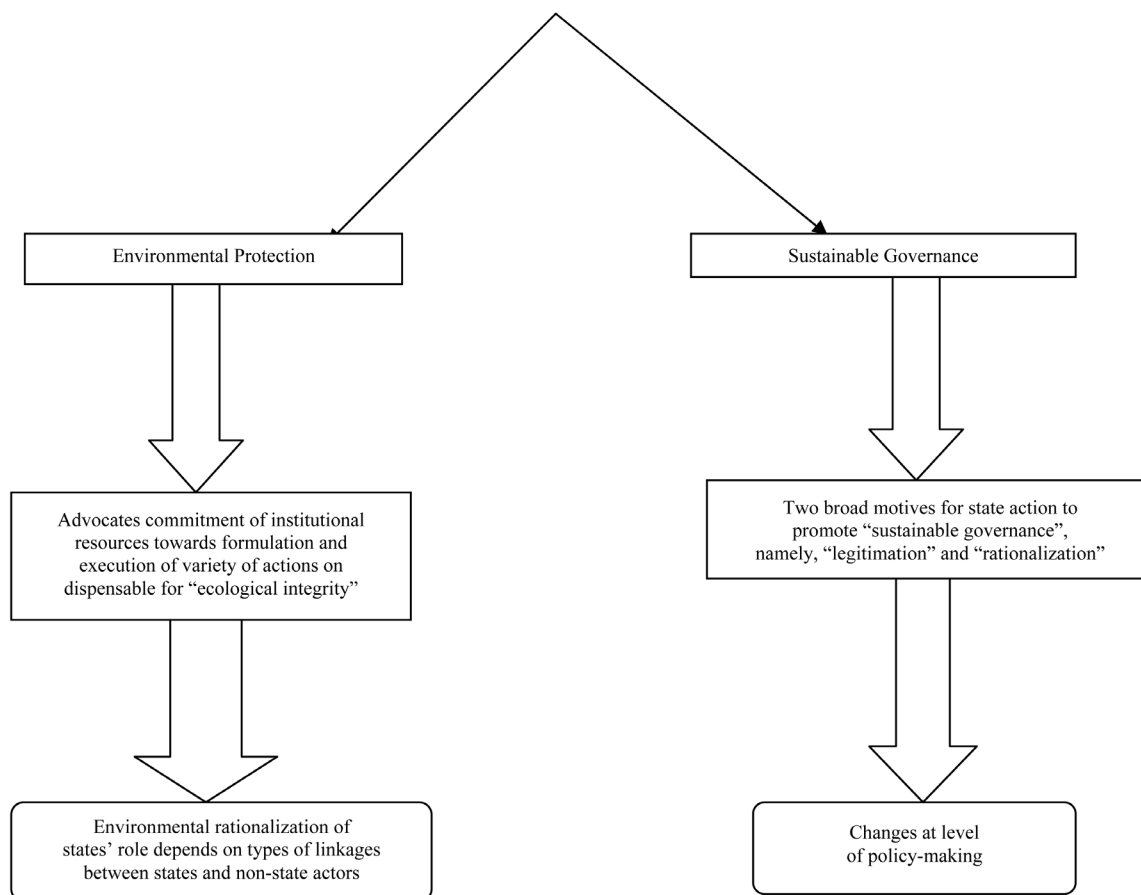 Environmental Protection
Sustainable Governance
Advocates commitment of institutional
resources towards formulation and
execution of variety of actions on
dispensable for “ecological integrity”
Two broad motives for state action to
promote “sustainable governance”,
namely, “legitimation” and “rationalization”
Environmental rationalization of
states’ role depends on types of linkages
between states and non-state actors
Changes at level
of policy-making